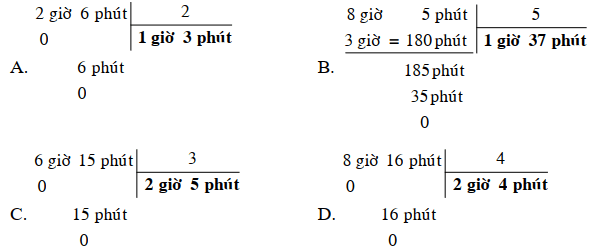 2 giờ 6 phút 2
0 1 giờ 3 phút
A. 6 phút
0
8 giờ 5 phút 5
3 giờ = 180 phút 1 giờ 37 phút
B. 185 phút
35 phút
0
6 giờ 15 phút 3
0 2 giờ 5 phút
C. 15 phút
0
8 giờ 16 phút 4
0 2 giờ 4 phút
D. 16 phút
0